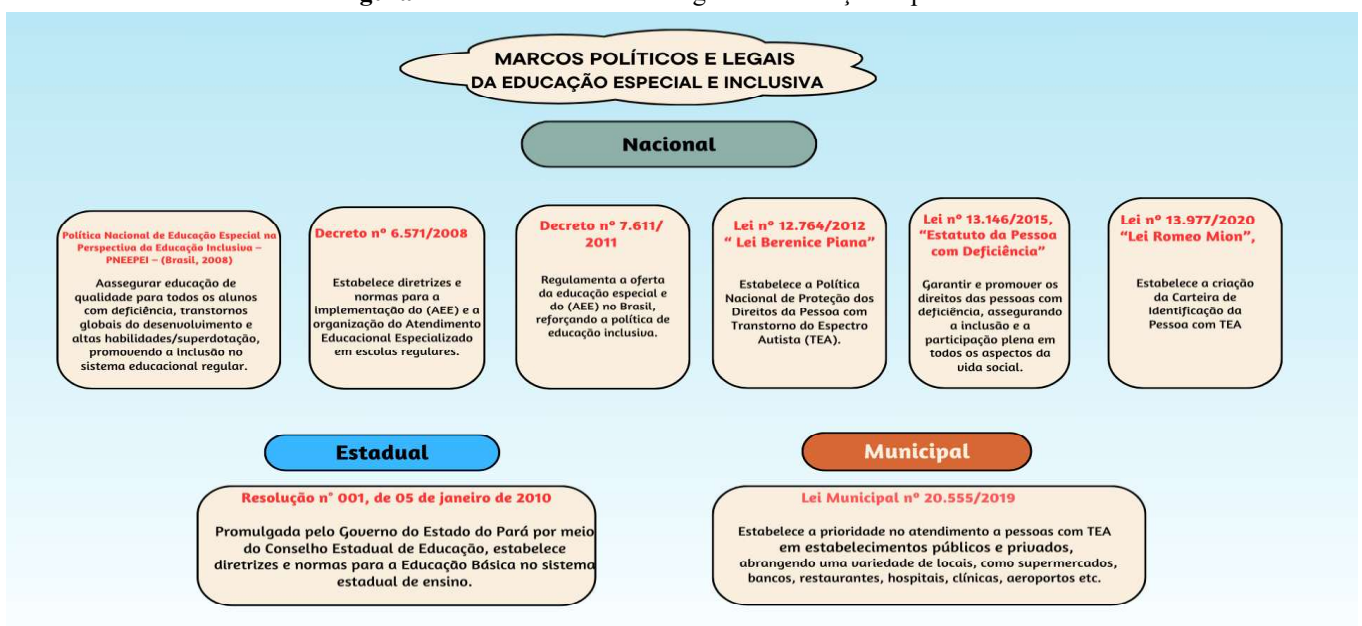 MARCOS POLÍTICOS E LEGAIS
DA EDUCAÇÃO ESPECIAL E INCLUSIVA
Nacional
Política Nacional de Educação Especial na
Perspectiva da Educação Inclusiva –
PNEEPEI – (Brasil, 2008)
Aassegurar educação de
qualidade para todos os alunos
com deficiência, transtornos
globais do desenvolvimento e
altas habilidades/superdotação,
promovendo a inclusão no
sistema educacional regular.
Decreto nº 6.571/2008
Estabelece diretrizes e
normas para a
implementação do (AEE) e a
organização do Atendimento
Educacional Especializado
em escolas regulares.
Decreto nº 7.611/
2011
Regulamenta a oferta
da educação especial e
do (AEE) no Brasil,
reforçando a política de
educação inclusiva.
Lei nº 12.764/2012
“ Lei Berenice Piana”
Estabelece a Política
Nacional de Proteção dos
Direitos da Pessoa com
Transtorno do Espectro
Autista (TEA).
Lei nº 13.146/2015,
“Estatuto da Pessoa
com Deficiência”
Garantir e promover os
direitos das pessoas com
deficiência, assegurando
a inclusão e a
participação plena em
todos os aspectos da
vida social.
Lei nº 13.977/2020
“Lei Romeo Mion”,
Estabelece a criação
da Carteira de
Identificação da
Pessoa com TEA
Estadual
Resolução n° 001, de 05 de janeiro de 2010
Promulgada pelo Governo do Estado do Pará por meio
do Conselho Estadual de Educação, estabelece
diretrizes e normas para a Educação Básica no sistema
estadual de ensino.
Municipal
Lei Municipal nº 20.555/2019
Estabelece a prioridade no atendimento a pessoas com TEA
em estabelecimentos públicos e privados,
abrangendo uma variedade de locais, como supermercados,
bancos, restaurantes, hospitais, clínicas, aeroportos etc.